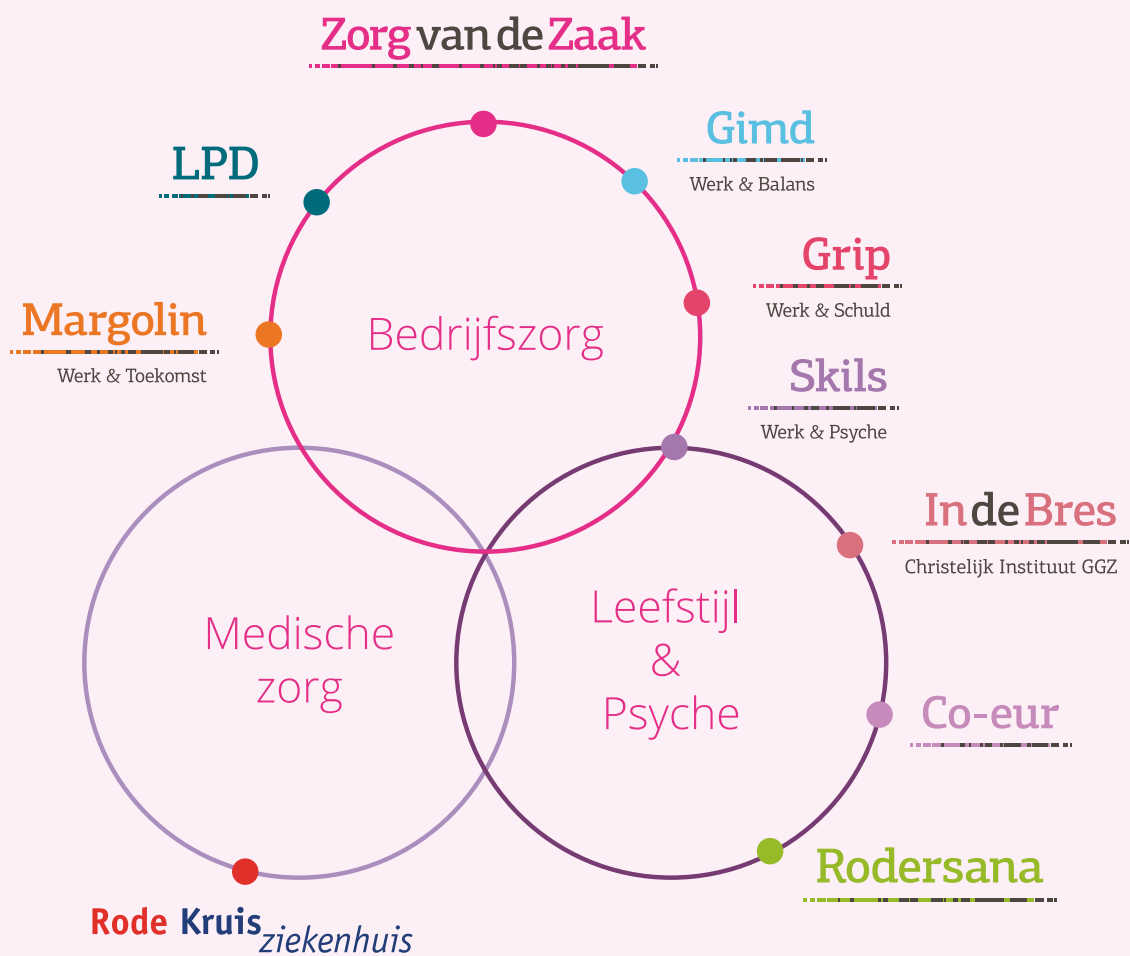 Zorg van de Zaak
Gimd
Werk & Balans
LPD
Grip
Werk & Schuld
Margolin
Werk & Toekomst
Bedrijfszorg
Skils
Werk & Psyche
In de Bres
Christelijk Instituut GGZ
Medische
zorg
Leefstijl
&
Psyche
Co-eur
Rodersana
Rode Kruis
ziekenhuis